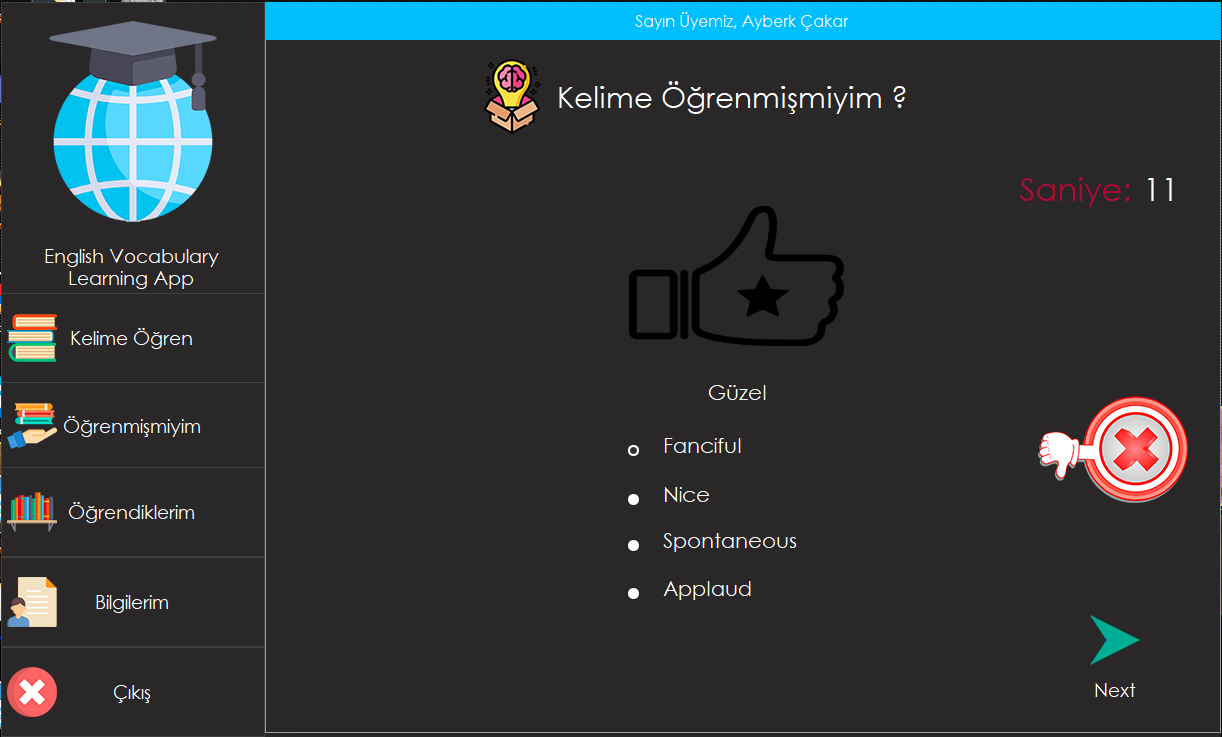 Sayın Üyemiz, Ayberk Çakar
English Vocabulary
Learning App
Kelime Öğren
Öğrenmişmiyim
Öğrendiklerim
Bilgilerim
Çıkış
Kelime Öğrenmişmiyim ?
Saniye: 11
Güzel
Fanciful
Nice
Spontaneous
Applaud
Next